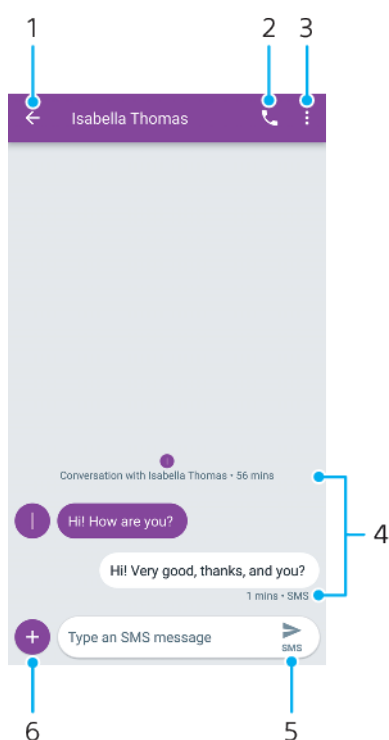 1 2 3
Isabella Thomas
Conversation with Isabella Thomas • 56 mins
I Hi! How are you?
Hi! Very good, thanks, and you?
1 mins • SMS
4
+ Type an SMS message
SMS
6 5